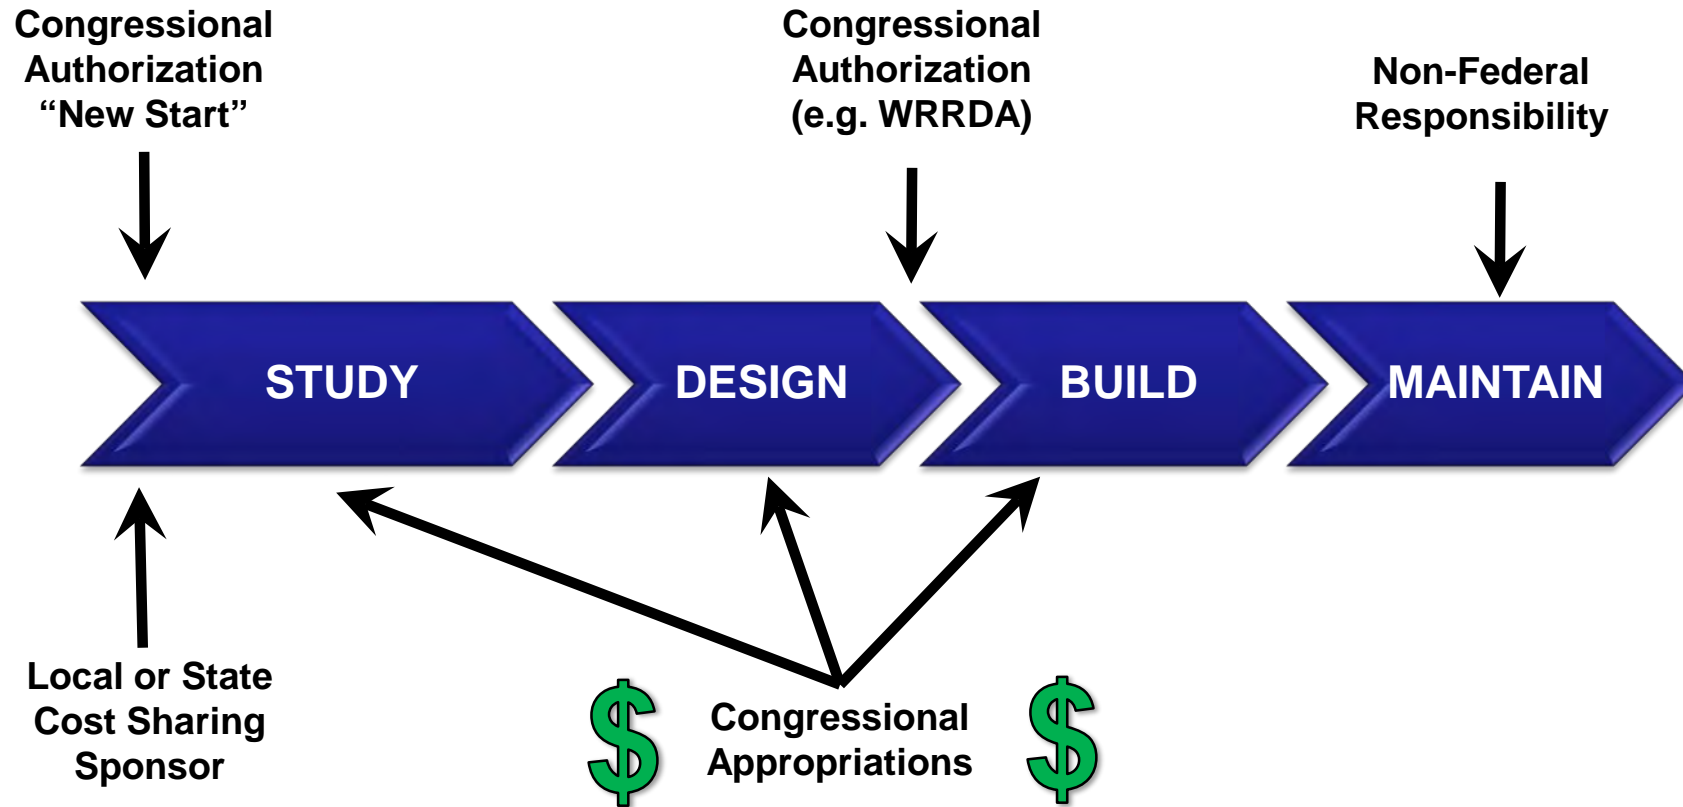 Congressional
Authorization
“New Start”
Congressional
Authorization
(e.g. WRRDA)
Non-Federal
Responsibility
STUDY
DESIGN
BUILD
MAINTAIN
Local or State
Cost Sharing
Sponsor
$
Congressional
Appropriations
$